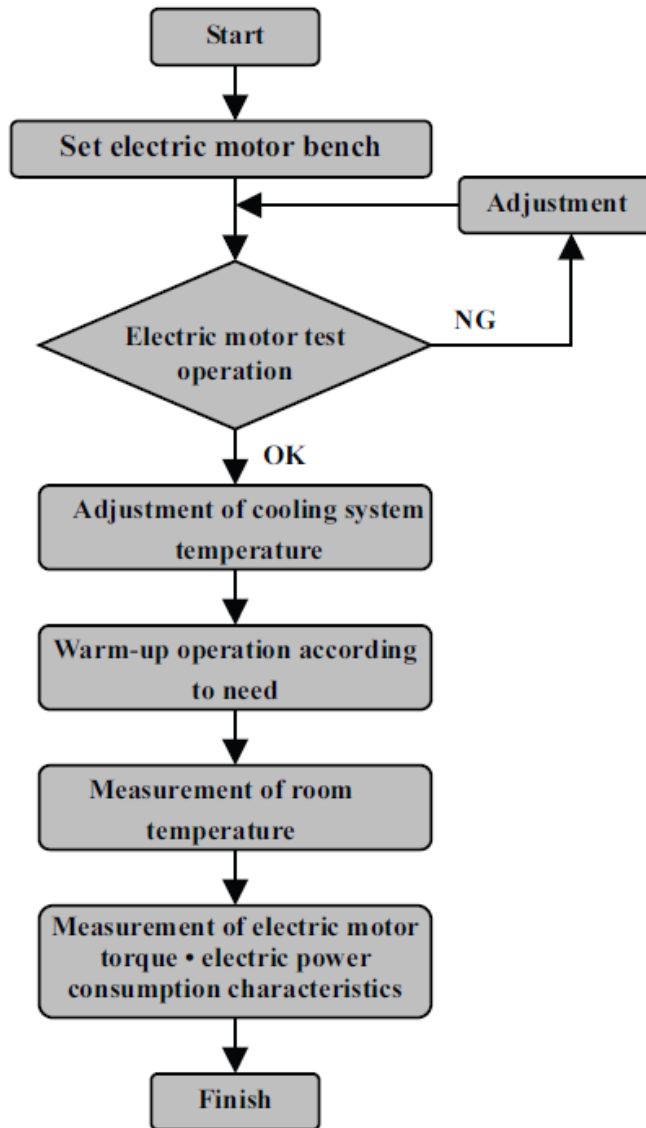 Start
Set electric motor bench
Adjustment
Electric motor test
operation
NG
OK
Adjustment of cooling system
temperature
Warm-up operation according
to need
Measurement of room
temperature
Measurement of electric motor
torque • electric power
consumption characteristics
Finish